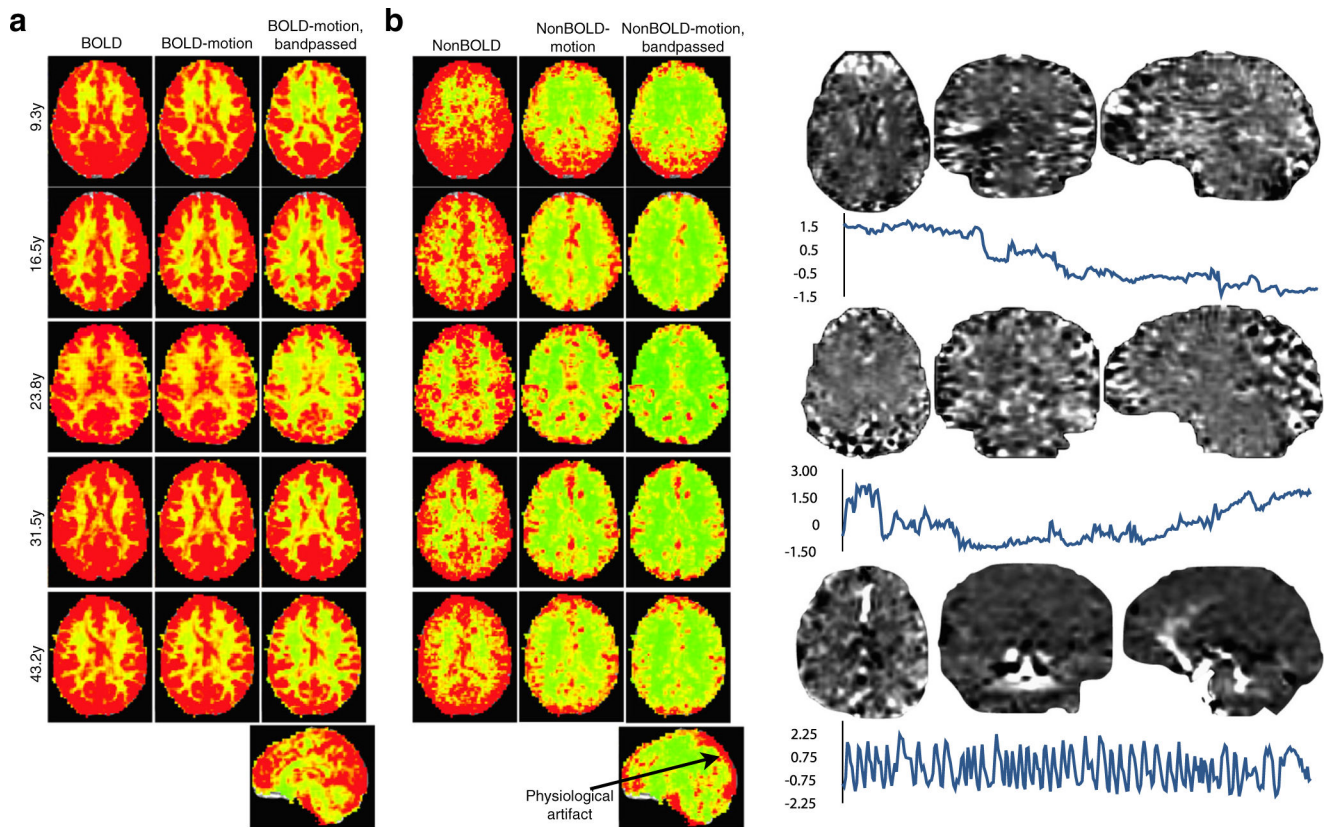 a
BOLD
BOLD-motion
BOLD-motion,
bandpassed
b
NonBOLD
NonBOLD-
motion
NonBOLD-motion,
bandpassed
9.3y
16.5y
23.8y
31.5y
43.2y
Physiological
artifact
1.5
0.5
-0.5
-1.5
3.00
1.50
0
-1.50
2.25
0.75
-0.75
-2.25